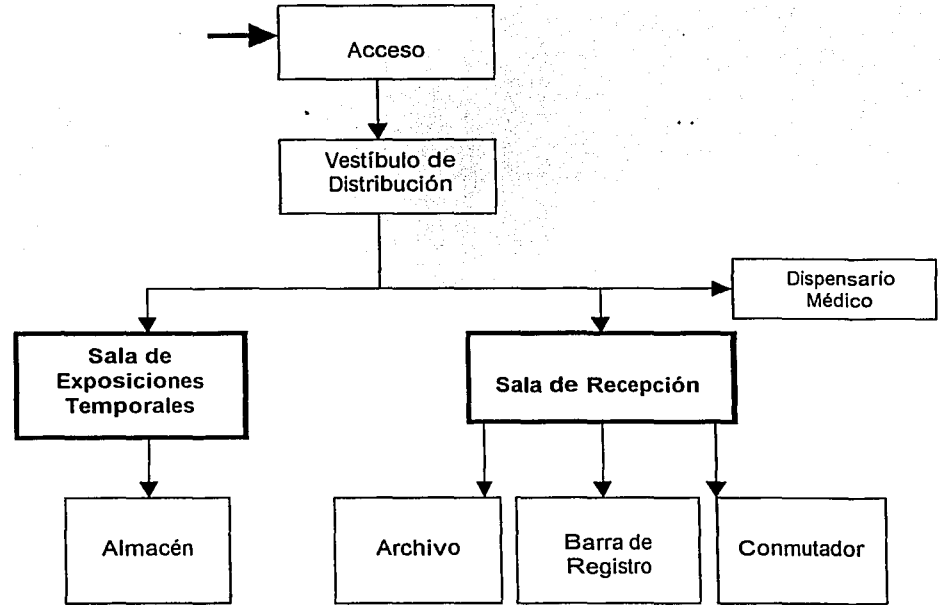 Acceso
Vestíbulo de
Distribución
Dispensario
Médico
Sala de
Exposiciones
Temporales
Sala de Recepción
Almacén
Archivo
Barra de
Registro
Conmutador